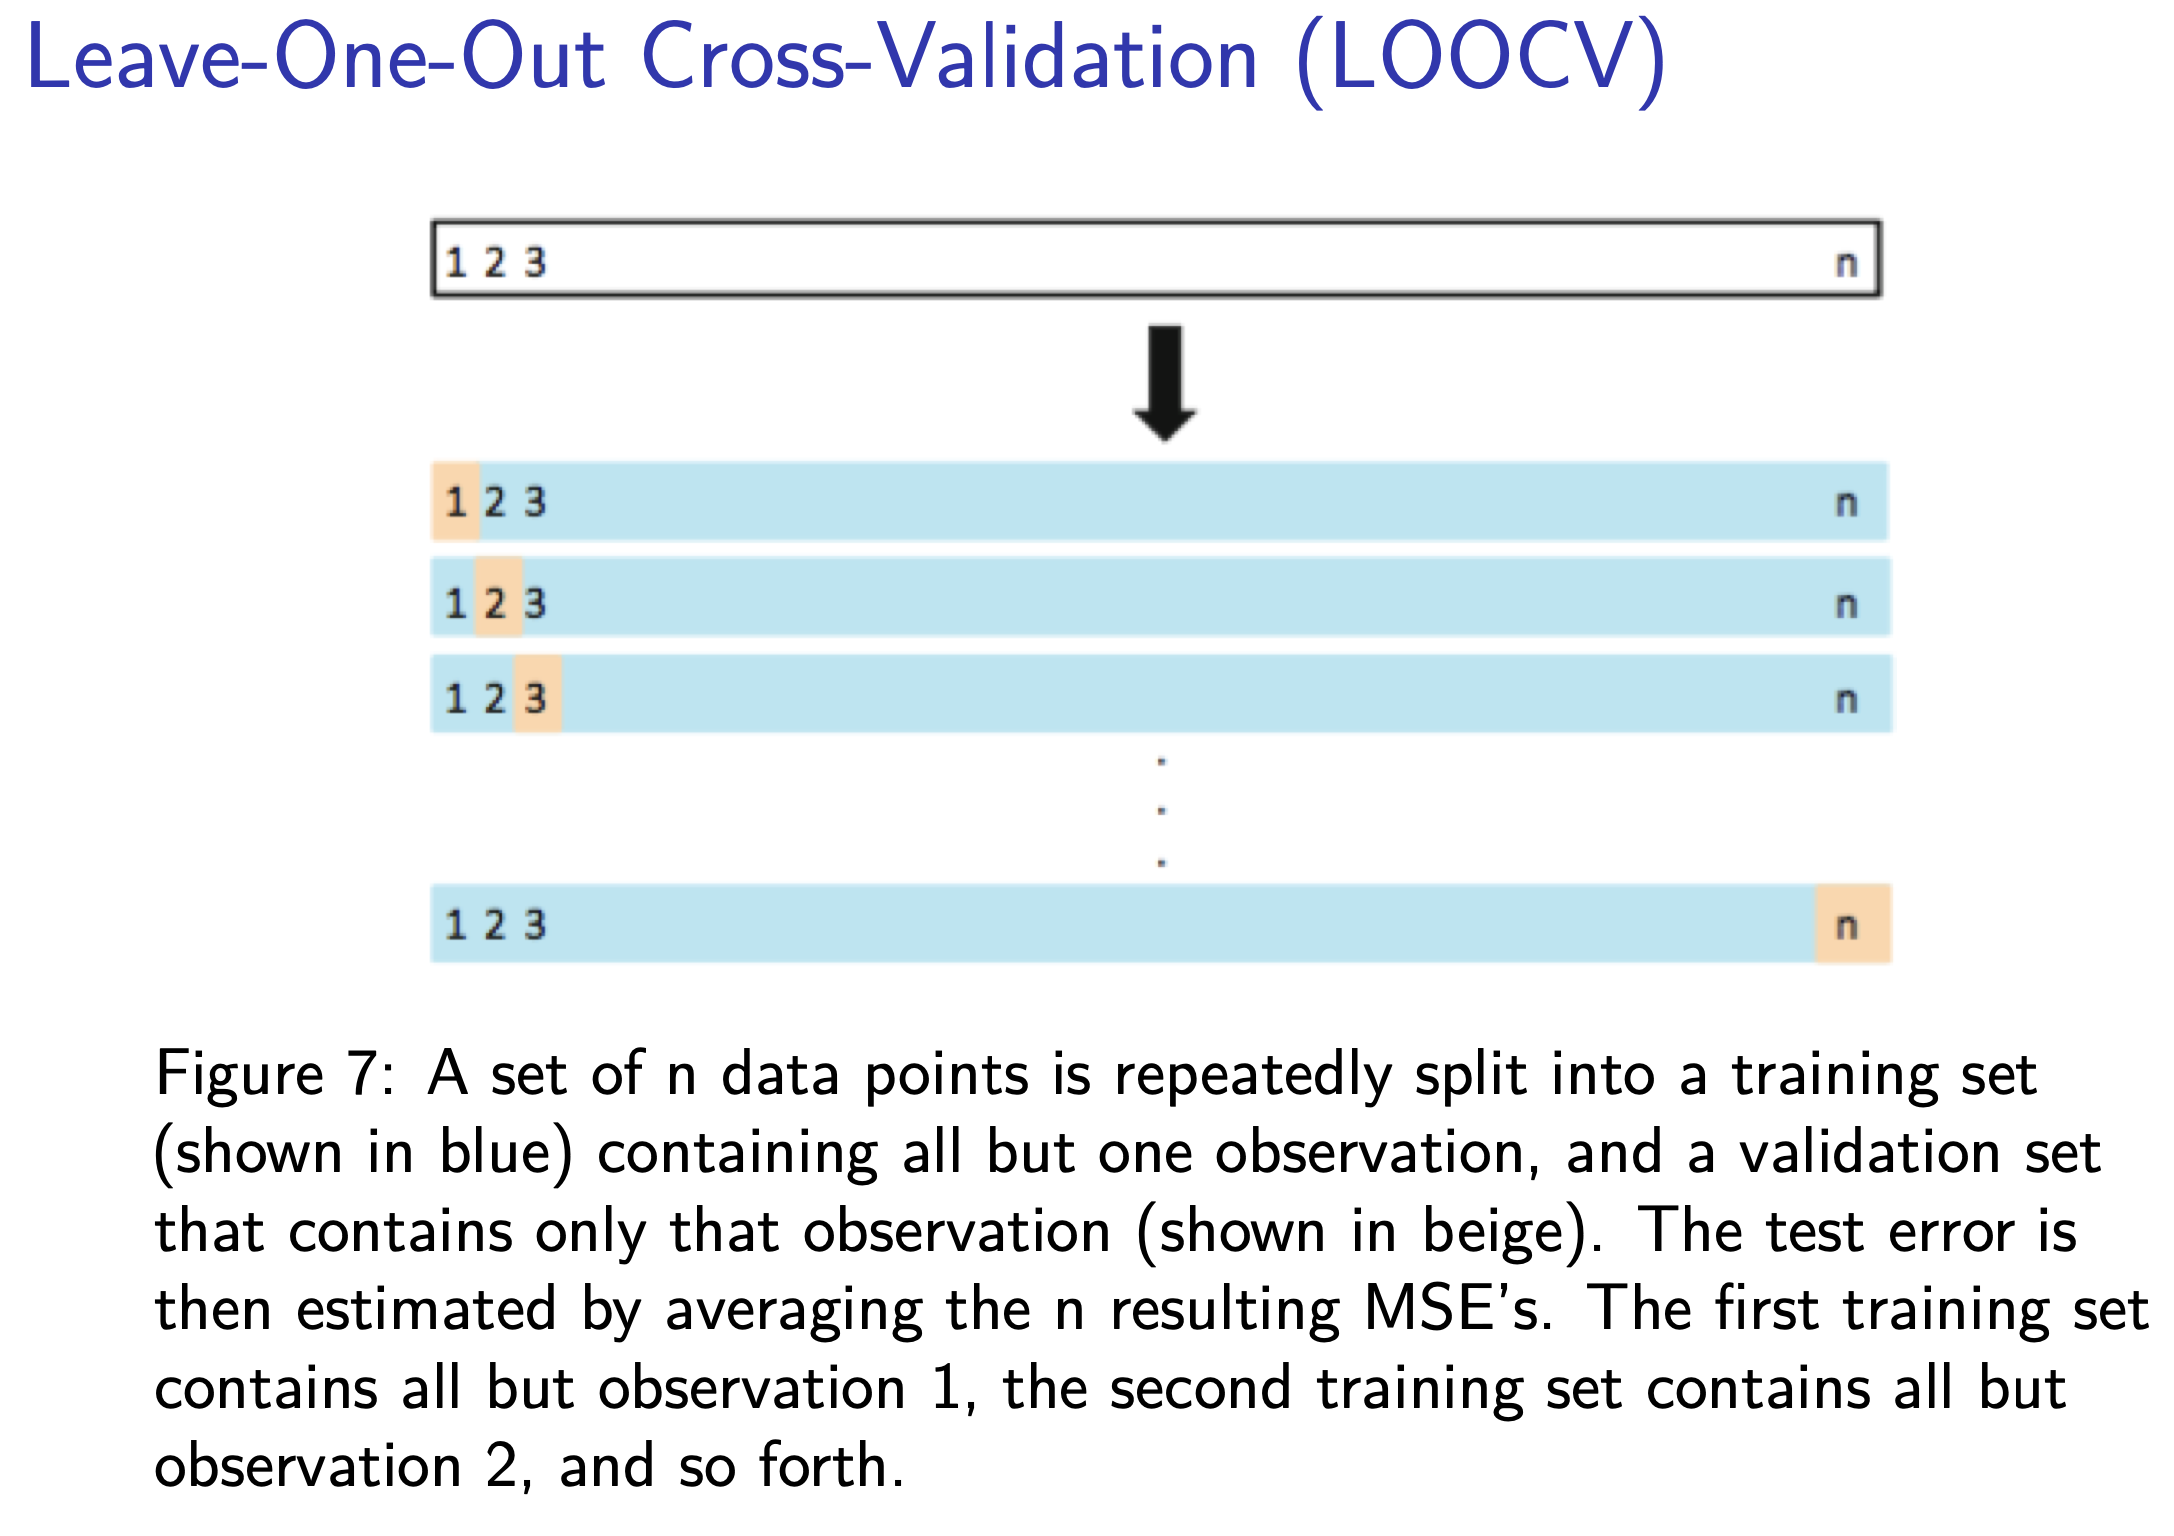 Leave-One-Out Cross-Validation (LOOCV)
1 2 3 n
1 2 3 n
1 2 3 n
1 2 3 n
.
.
.
1 2 3 n
Figure 7: A set of n data points is repeatedly split into a training set
(shown in blue) containing all but one observation, and a validation set
that contains only that observation (shown in beige). The test error is
then estimated by averaging the n resulting MSE's. The first training set
contains all but observation 1, the second training set contains all but
observation 2, and so forth.